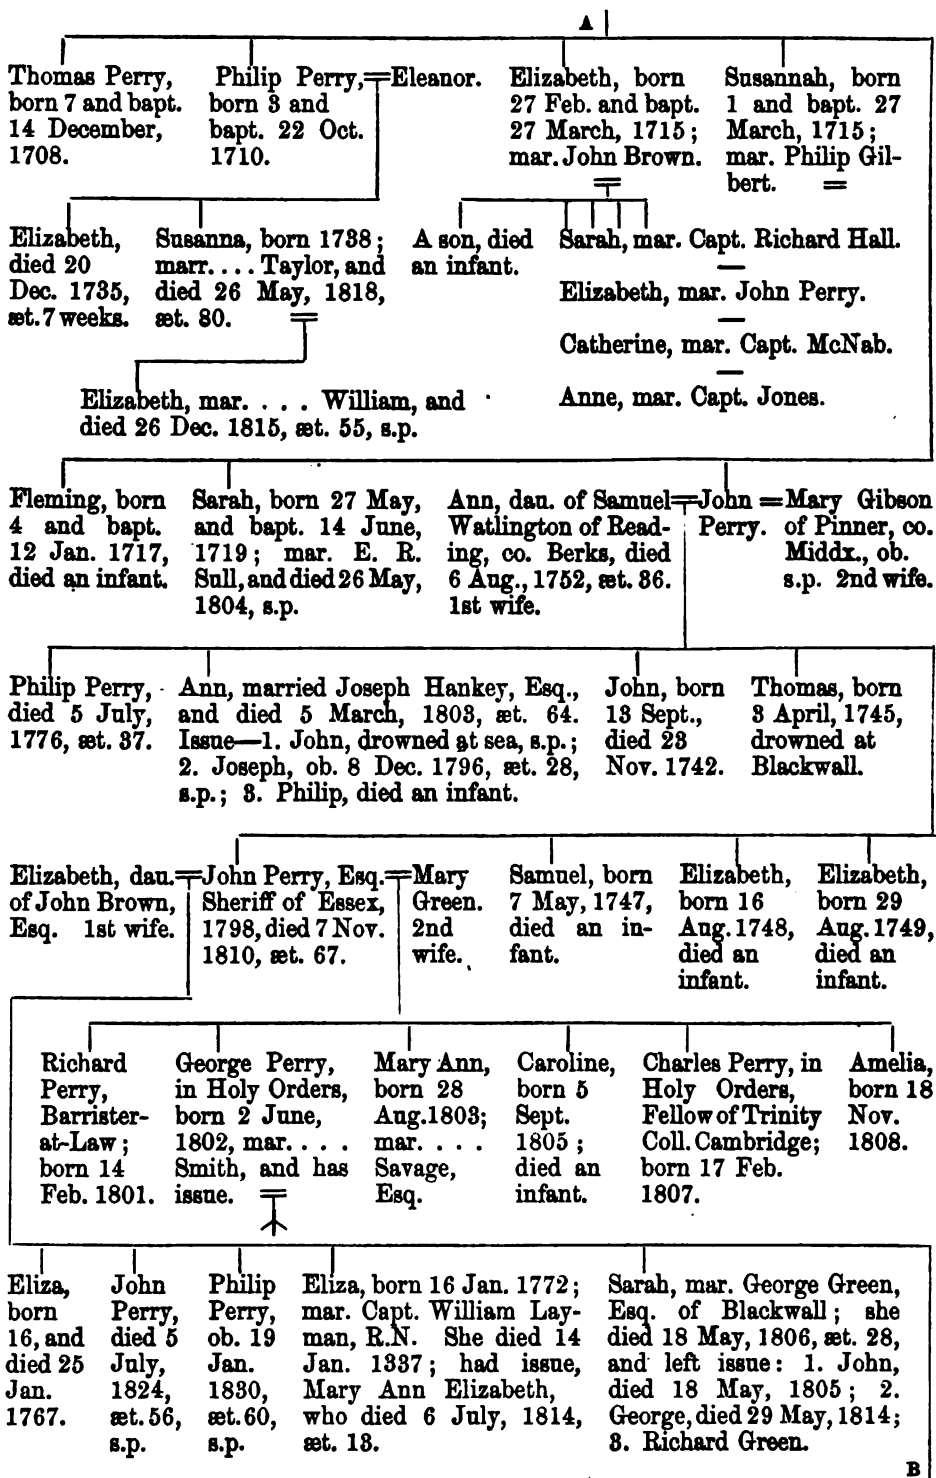 A
Thomas Perry,
born 7 and bapt.
14 December,
1708.
Philip Perry,
born 3 and
bapt. 22 Oct.
1710.
Eleanor.
Elizabeth, born
27 Feb. and bapt.
27 March, 1715;
mar. John Brown.
Susannah, born
1 and bapt. 27
March, 1715;
mar. Philip Gil-
bert.
Elizabeth,
died 20
Dec. 1735,
æt. 7 weeks.
Susanna, born 1738;
marr.... Taylor, and
died 26 May, 1818,
æt. 80.
A son, died
an infant.
Sarah, mar. Capt. Richard Hall.
Elizabeth, mar. John Perry.
Catherine, mar. Capt. McNab.
Anne, mar. Capt. Jones.
Elizabeth, mar. . . . . William, and
died 26 Dec. 1815, æt. 55, s.p.
Fleming, born
4 and bapt.
12 Jan. 1717,
died an infant.
Sarah, born 27 May,
and bapt. 14 June,
1719; mar. E. R.
Sull, and died 26 May,
1804, s.p.
Ann, dau. of Samuel
Watlington of Read-
ing, co. Berks, died
6 Aug., 1752, æt. 36.
1st wife.
John
Perry.
Mary Gibson
of Pinner, co.
Middx., ob.
s.p. 2nd wife.
Philip Perry,
died 5 July,
1776, æt. 37.
Ann, married Joseph Hankey, Esq.,
and died 5 March, 1803, æt. 64.
Issue—1. John, drowned at sea, s.p.;
2. Joseph, ob. 8 Dec. 1796, æt. 28,
s.p.; 3. Philip, died an infant.
John, born
13 Sept.,
died 23
Nov. 1742.
Thomas, born
3 April, 1745,
drowned at
Blackwall.
Elizabeth, dau.
of John Brown,
Esq. 1st wife.
John Perry, Esq.
Sheriff of Essex,
1798, died 7 Nov.
1810, æt. 67.
Mary
Green.
2nd
wife.
Samuel, born
7 May, 1747,
died an in-
fant.
Elizabeth,
born 16
Aug. 1748,
died an
infant.
Elizabeth,
born 29
Aug. 1749,
died an
infant.
Richard
Perry,
Barrister-
at-Law;
born 14
Feb. 1801.
George Perry,
in Holy Orders,
born 2 June,
1802, mar....
Smith, and has
issue.
Mary Ann,
born 28
Aug. 1803;
mar. . . . .
Savage,
Esq.
Caroline,
born 5
Sept.
1805;
died an
infant.
Charles Perry, in
Holy Orders,
Fellow of Trinity
Coll. Cambridge;
born 17 Feb.
1807.
Amelia,
born 18
Nov.
1808.
Eliza,
born
16, and
died 25
Jan.
1767.
John
Perry,
died 5
July,
1824,
æt. 56,
s.p.
Philip
Perry,
ob. 19
Jan.
1830,
æt. 60,
s.p.
Eliza, born 16 Jan. 1772;
mar. Capt. William Lay-
man, R.N. She died 14
Jan. 1337; had issue,
Mary Ann Elizabeth,
who died 6 July, 1814,
æt. 13.
Sarah, mar. George Green,
Esq. of Blackwall; she
died 18 May, 1806, æt. 28,
and left issue: 1. John,
died 18 May, 1805; 2.
George, died 29 May, 1814;
3. Richard Green.
B